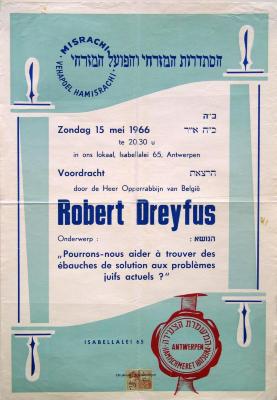 MISRACHI
VEHAPOEL HAMISRACHI
הסתדרות המזרחי והפועל המזרחי
ב״ה
Zondag 15 mei 1966
כ״ה אייר
te 20.30 u
in ons lokaal, Isabellalei 65, Antwerpen
Voordracht
הרצאת
door de Heer Opperrabbijn van België
Robert Dreyfus
Onderwerp :
הנושא :
„Pourrons-nous aider à trouver des
ébauches de solution aux problèmes
juifs actuels ?"
ISABELLALEI 65
ANTWERPEN